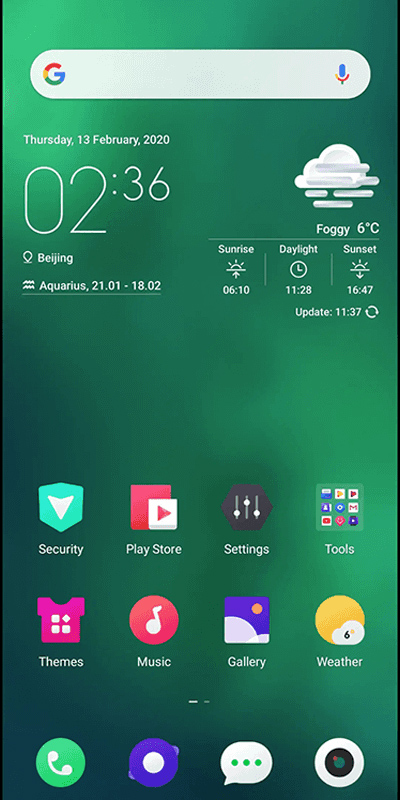 Thursday, 13 February, 2020
02:36
Foggy 6°C
Beijing
Sunrise Daylight Sunset
06:10 11:28 16:47
Aquarius, 21.01 - 18.02
Update: 11:37
Security Play Store Settings Tools
6°
Themes Music Gallery Weather